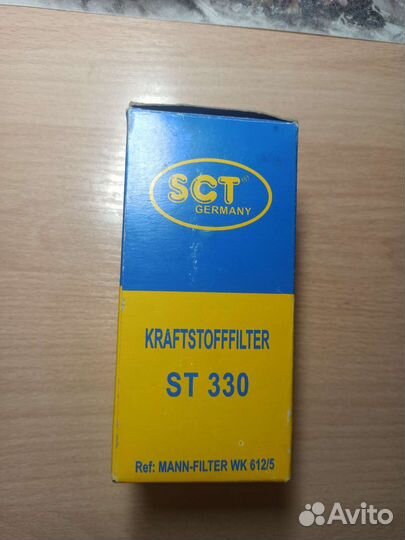 SCT
GERMANY
KRAFTSTOFFFILTER
ST 330
Ref: MANN-FILTER WK 612/5
Avito